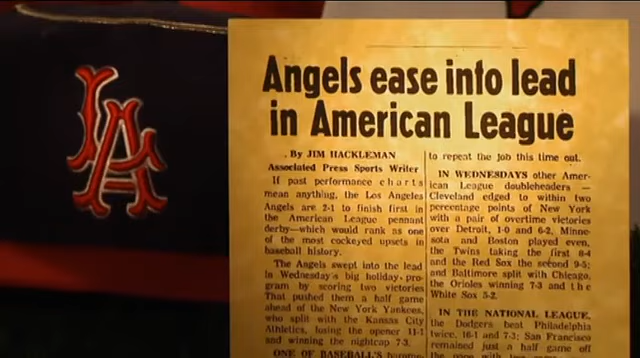 LA
Angels ease into lead
in American League
By JIM HACKLEMAN
Associated Press Sports Writer
If past performance charts
mean anything, the Los Angeles
Angels are 2-1 to finish first in
the American League pennant
derby—which would rank as one
of the most cockeyed upsets in
baseball history.
The Angels swept into the lead
in Wednesday's big holiday pro-
gram by scoring two victories
That pushed them a half game
ahead of the New York Yankees,
who split with the Kansas City
Athletics, losing the opener 11-1
and winning the nightcap 7-3.
ONE OF BASEBALL'S
to repeat the job this time out.
IN WEDNESDAYS other Amer-
ican League doubleheaders —
Cleveland edged to within two
percentage points of New York
with a pair of overtime victories
over Detroit, 1-0 and 6-2, Minne-
sota and Boston played even,
the Twins taking the first 8-4
and the Red Sox the second 9-5;
and Baltimore split with Chicago,
the Orioles winning 7-3 and the
White Sox 5-2.
IN THE NATIONAL LEAGUE,
the Dodgers beat Philadelphia
twice, 16-1 and 7-3; San Francisco
remained just a half game off